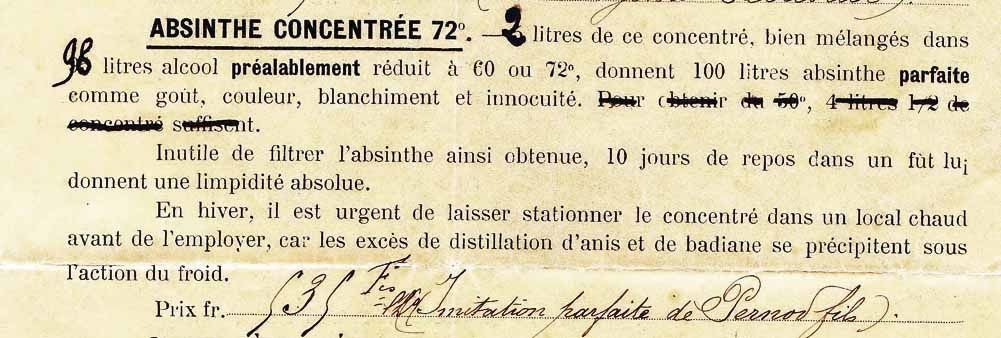 ABSINTHE CONCENTRÉE 72°. — 2 litres de ce concentré, bien mélangés dans
98 litres alcool préalablement réduit à 60 ou 72°, donnent 100 litres absinthe parfaite
comme goût, couleur, blanchiment et innocuité. Pour obtenir du 50°, 4 litres 1/2 de
concentré suffisent.
Inutile de filtrer l'absinthe ainsi obtenue, 10 jours de repos dans un fût lui
donnent une limpidité absolue.
En hiver, il est urgent de laisser stationner le concentré dans un local chaud
avant de l'employer, car les excès de distillation d'anis et de badiane se précipitent sous
l'action du froid.
Prix fr. 35 (Imitation parfaite de Pernod fils).